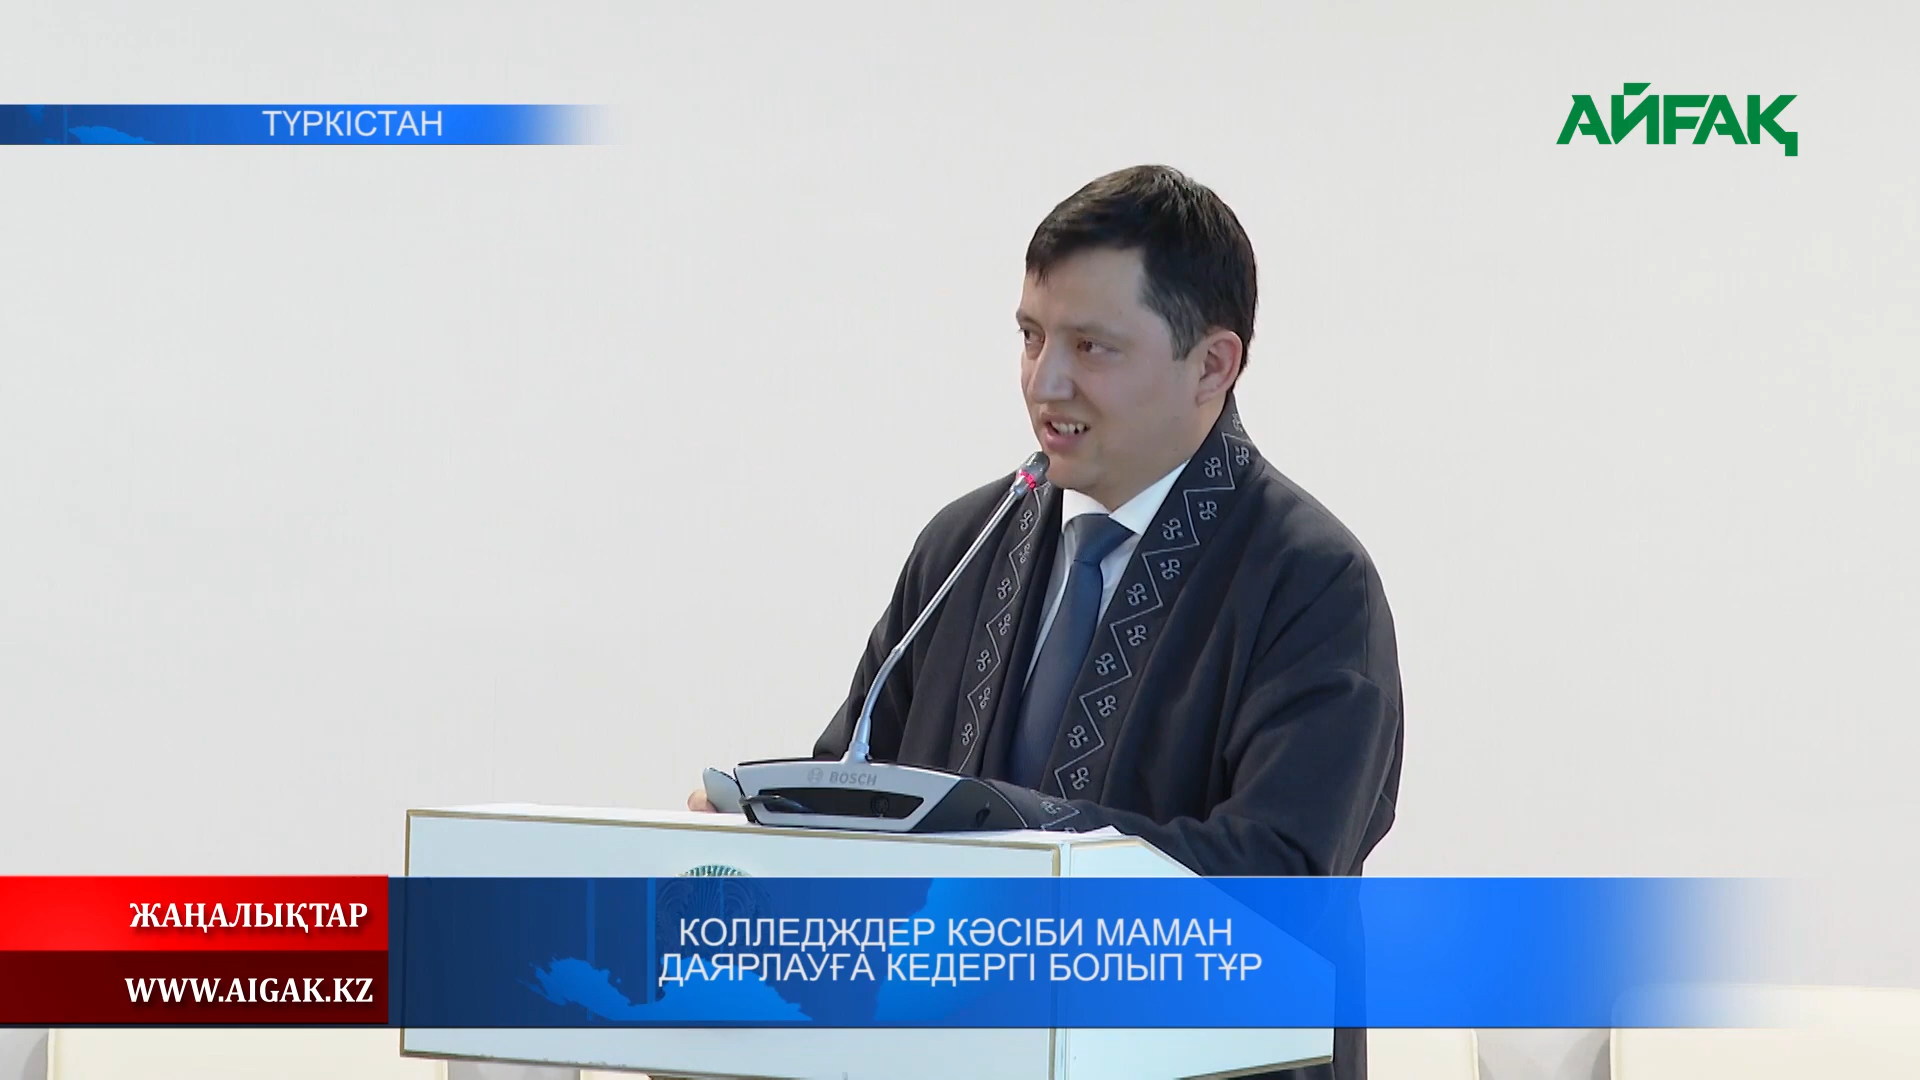 ТҮРКІСТАН
АЙҒАҚ
BOSCH
ЖАҢАЛЫҚТАР
WWW.AIGAK.KZ
КОЛЛЕДЖДЕР КӘСІБИ МАМАН
ДАЯРЛАУҒА КЕДЕРГІ БОЛЫП ТҰР